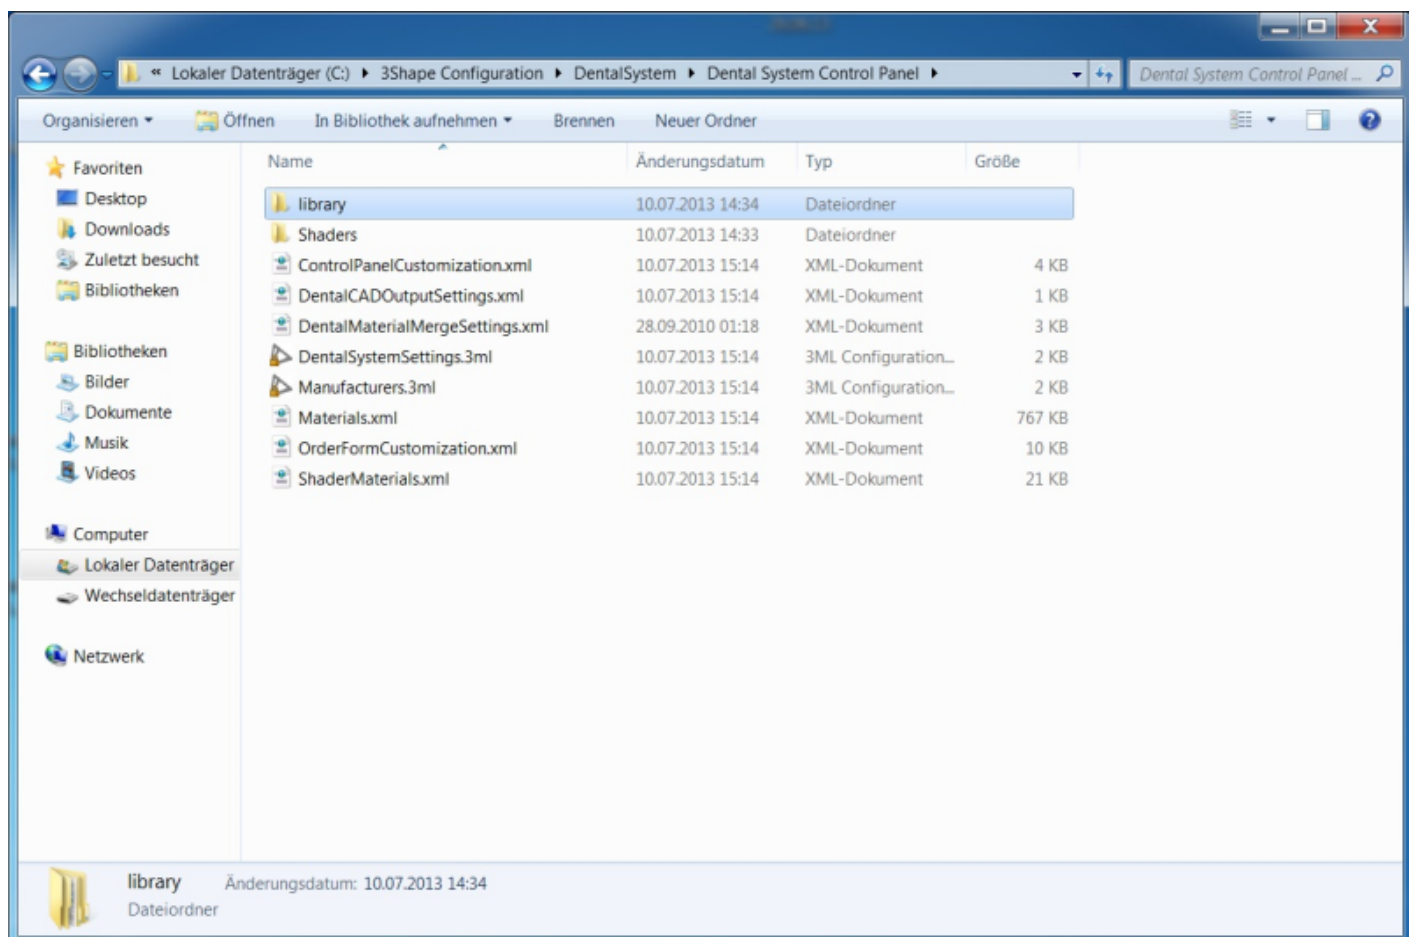 « Lokaler Datenträger (C:) ▸ 3Shape Configuration ▸ DentalSystem ▸ Dental System Control Panel ▸ Dental System Control Panel ...
Organisieren Öffnen In Bibliothek aufnehmen Brennen Neuer Ordner
Favoriten
Desktop
Downloads
Zuletzt besucht
Bibliotheken
Bibliotheken
Bilder
Dokumente
Musik
Videos
Computer
Lokaler Datenträger
Wechseldatenträger
Netzwerk
Name Änderungsdatum Typ Größe
library 10.07.2013 14:34 Dateiordner
Shaders 10.07.2013 14:33 Dateiordner
ControlPanelCustomization.xml 10.07.2013 15:14 XML-Dokument 4 KB
DentalCADOutputSettings.xml 10.07.2013 15:14 XML-Dokument 1 KB
DentalMaterialMergeSettings.xml 28.09.2010 01:18 XML-Dokument 3 KB
DentalSystemSettings.3ml 10.07.2013 15:14 3ML Configuration... 2 KB
Manufacturers.3ml 10.07.2013 15:14 3ML Configuration... 2 KB
Materials.xml 10.07.2013 15:14 XML-Dokument 767 KB
OrderFormCustomization.xml 10.07.2013 15:14 XML-Dokument 10 KB
ShaderMaterials.xml 10.07.2013 15:14 XML-Dokument 21 KB
library Änderungsdatum: 10.07.2013 14:34
Dateiordner